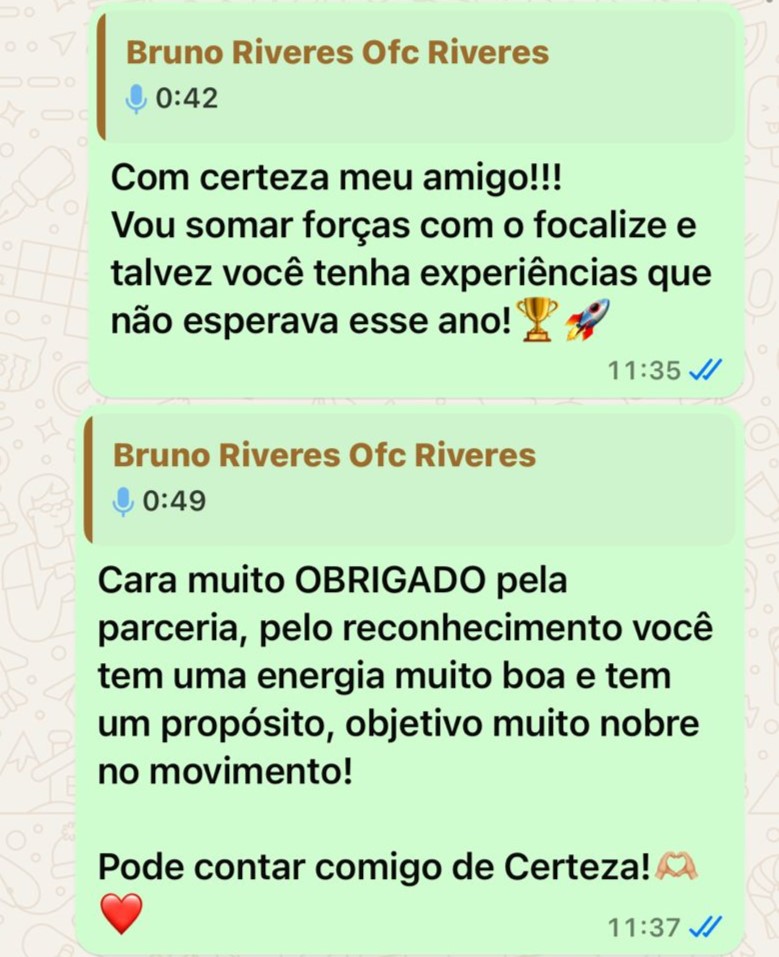 Bruno Riveres Ofc Riveres
0:42
Com certeza meu amigo!!!
Vou somar forças com o focalize e
talvez você tenha experiências que
não esperava esse ano!🏆🚀
11:35
Bruno Riveres Ofc Riveres
0:49
Cara muito OBRIGADO pela
parceria, pelo reconhecimento você
tem uma energia muito boa e tem
um propósito, objetivo muito nobre
no movimento!
Pode contar comigo de Certeza!🫶🏼
❤️
11:37